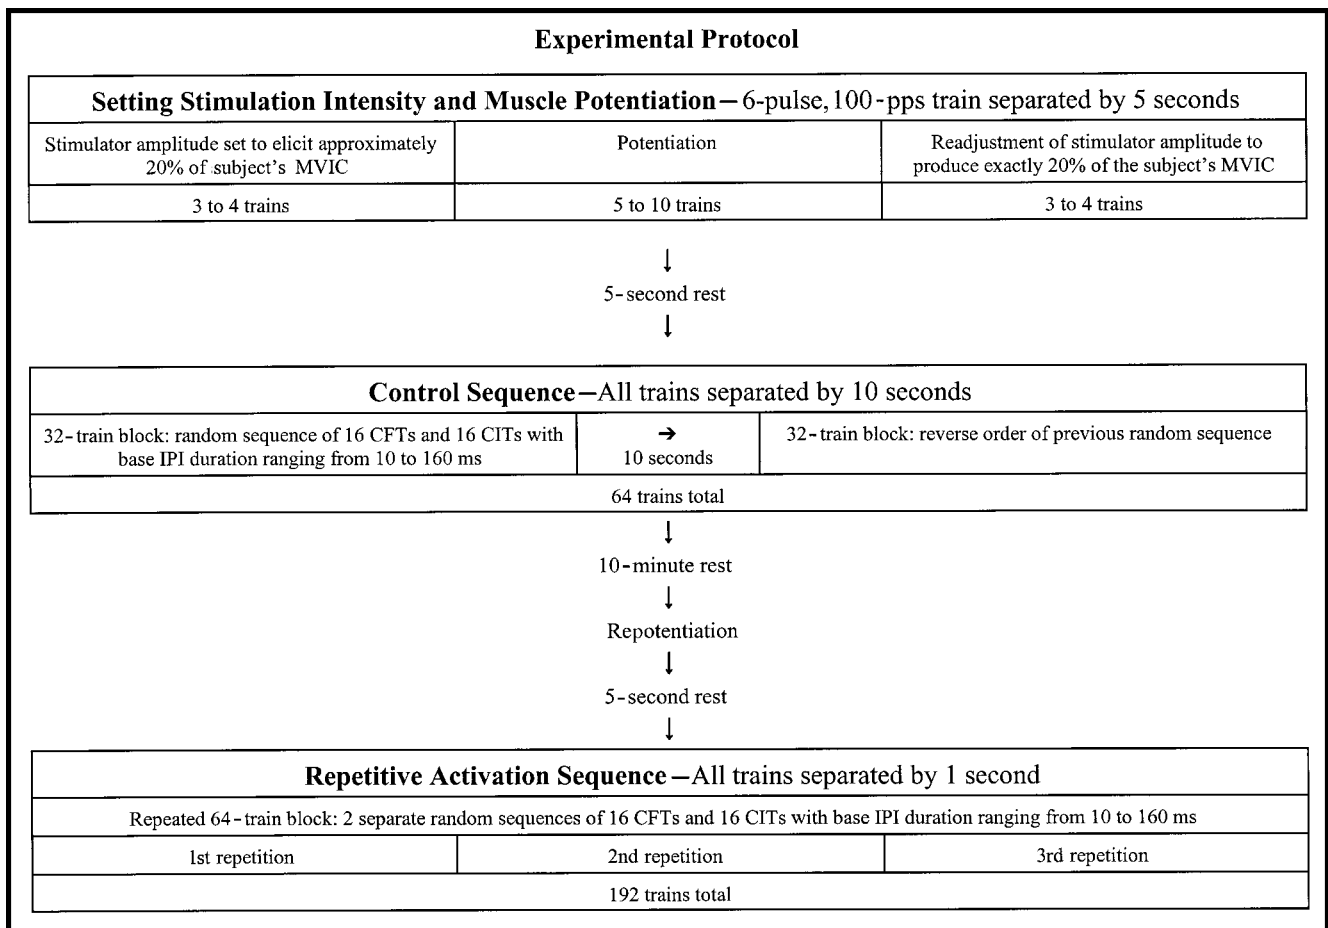 Experimental Protocol
Setting Stimulation Intensity and Muscle Potentiation—6-pulse, 100-pps train separated by 5 seconds
Stimulator amplitude set to elicit approximately
20% of subject's MVIC
Potentiation
Readjustment of stimulator amplitude to
produce exactly 20% of the subject's MVIC
3 to 4 trains
5 to 10 trains
3 to 4 trains
↓
5-second rest
↓
Control Sequence—All trains separated by 10 seconds
32-train block: random sequence of 16 CFTs and 16 CITs with
base IPI duration ranging from 10 to 160 ms
→
10 seconds
32-train block: reverse order of previous random sequence
64 trains total
↓
10-minute rest
↓
Repotentiation
↓
5-second rest
↓
Repetitive Activation Sequence—All trains separated by 1 second
Repeated 64-train block: 2 separate random sequences of 16 CFTs and 16 CITs with base IPI duration ranging from 10 to 160 ms
1st repetition
2nd repetition
3rd repetition
192 trains total